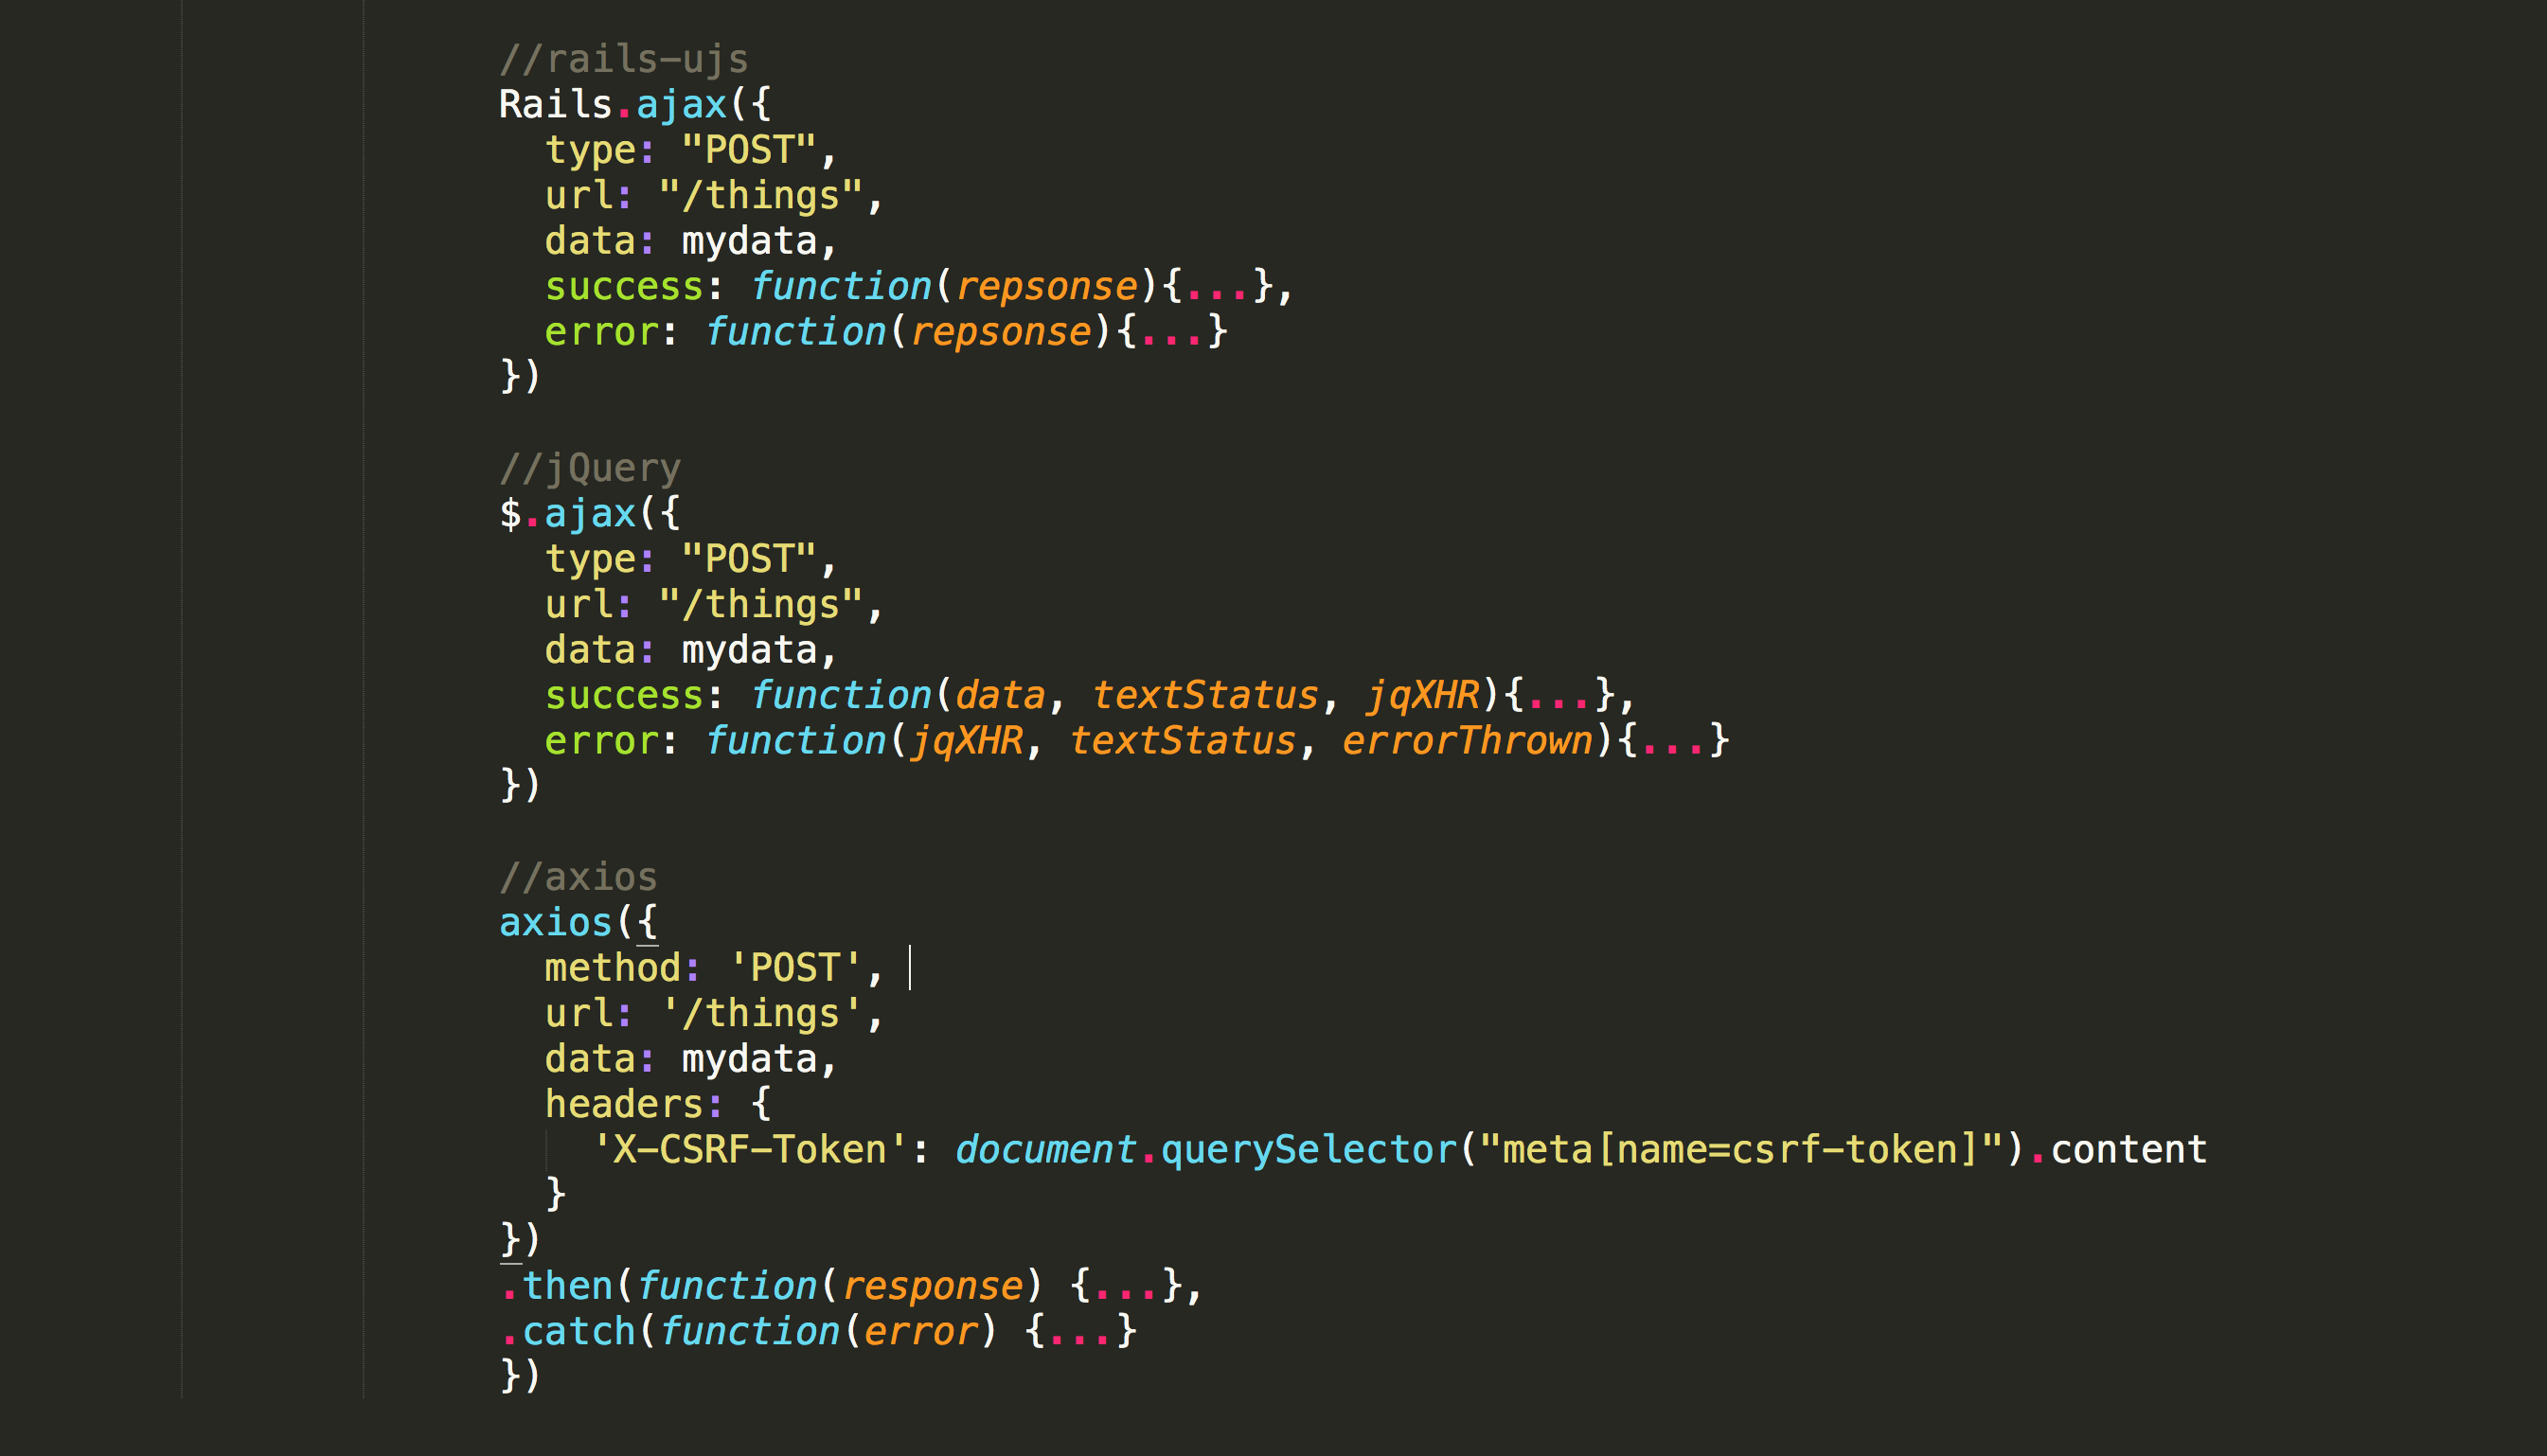 //rails-ujs
Rails.ajax({
  type: "POST",
  url: "/things",
  data: mydata,
  success: function(repsonse){...},
  error: function(repsonse){...}
})

//jQuery
$.ajax({
  type: "POST",
  url: "/things",
  data: mydata,
  success: function(data, textStatus, jqXHR){...},
  error: function(jqXHR, textStatus, errorThrown){...}
})

//axios
axios({
  method: 'POST',
  url: '/things',
  data: mydata,
  headers: {
    'X-CSRF-Token': document.querySelector("meta[name=csrf-token]").content
  }
})
.then(function(response) {...},
.catch(function(error) {...}
})